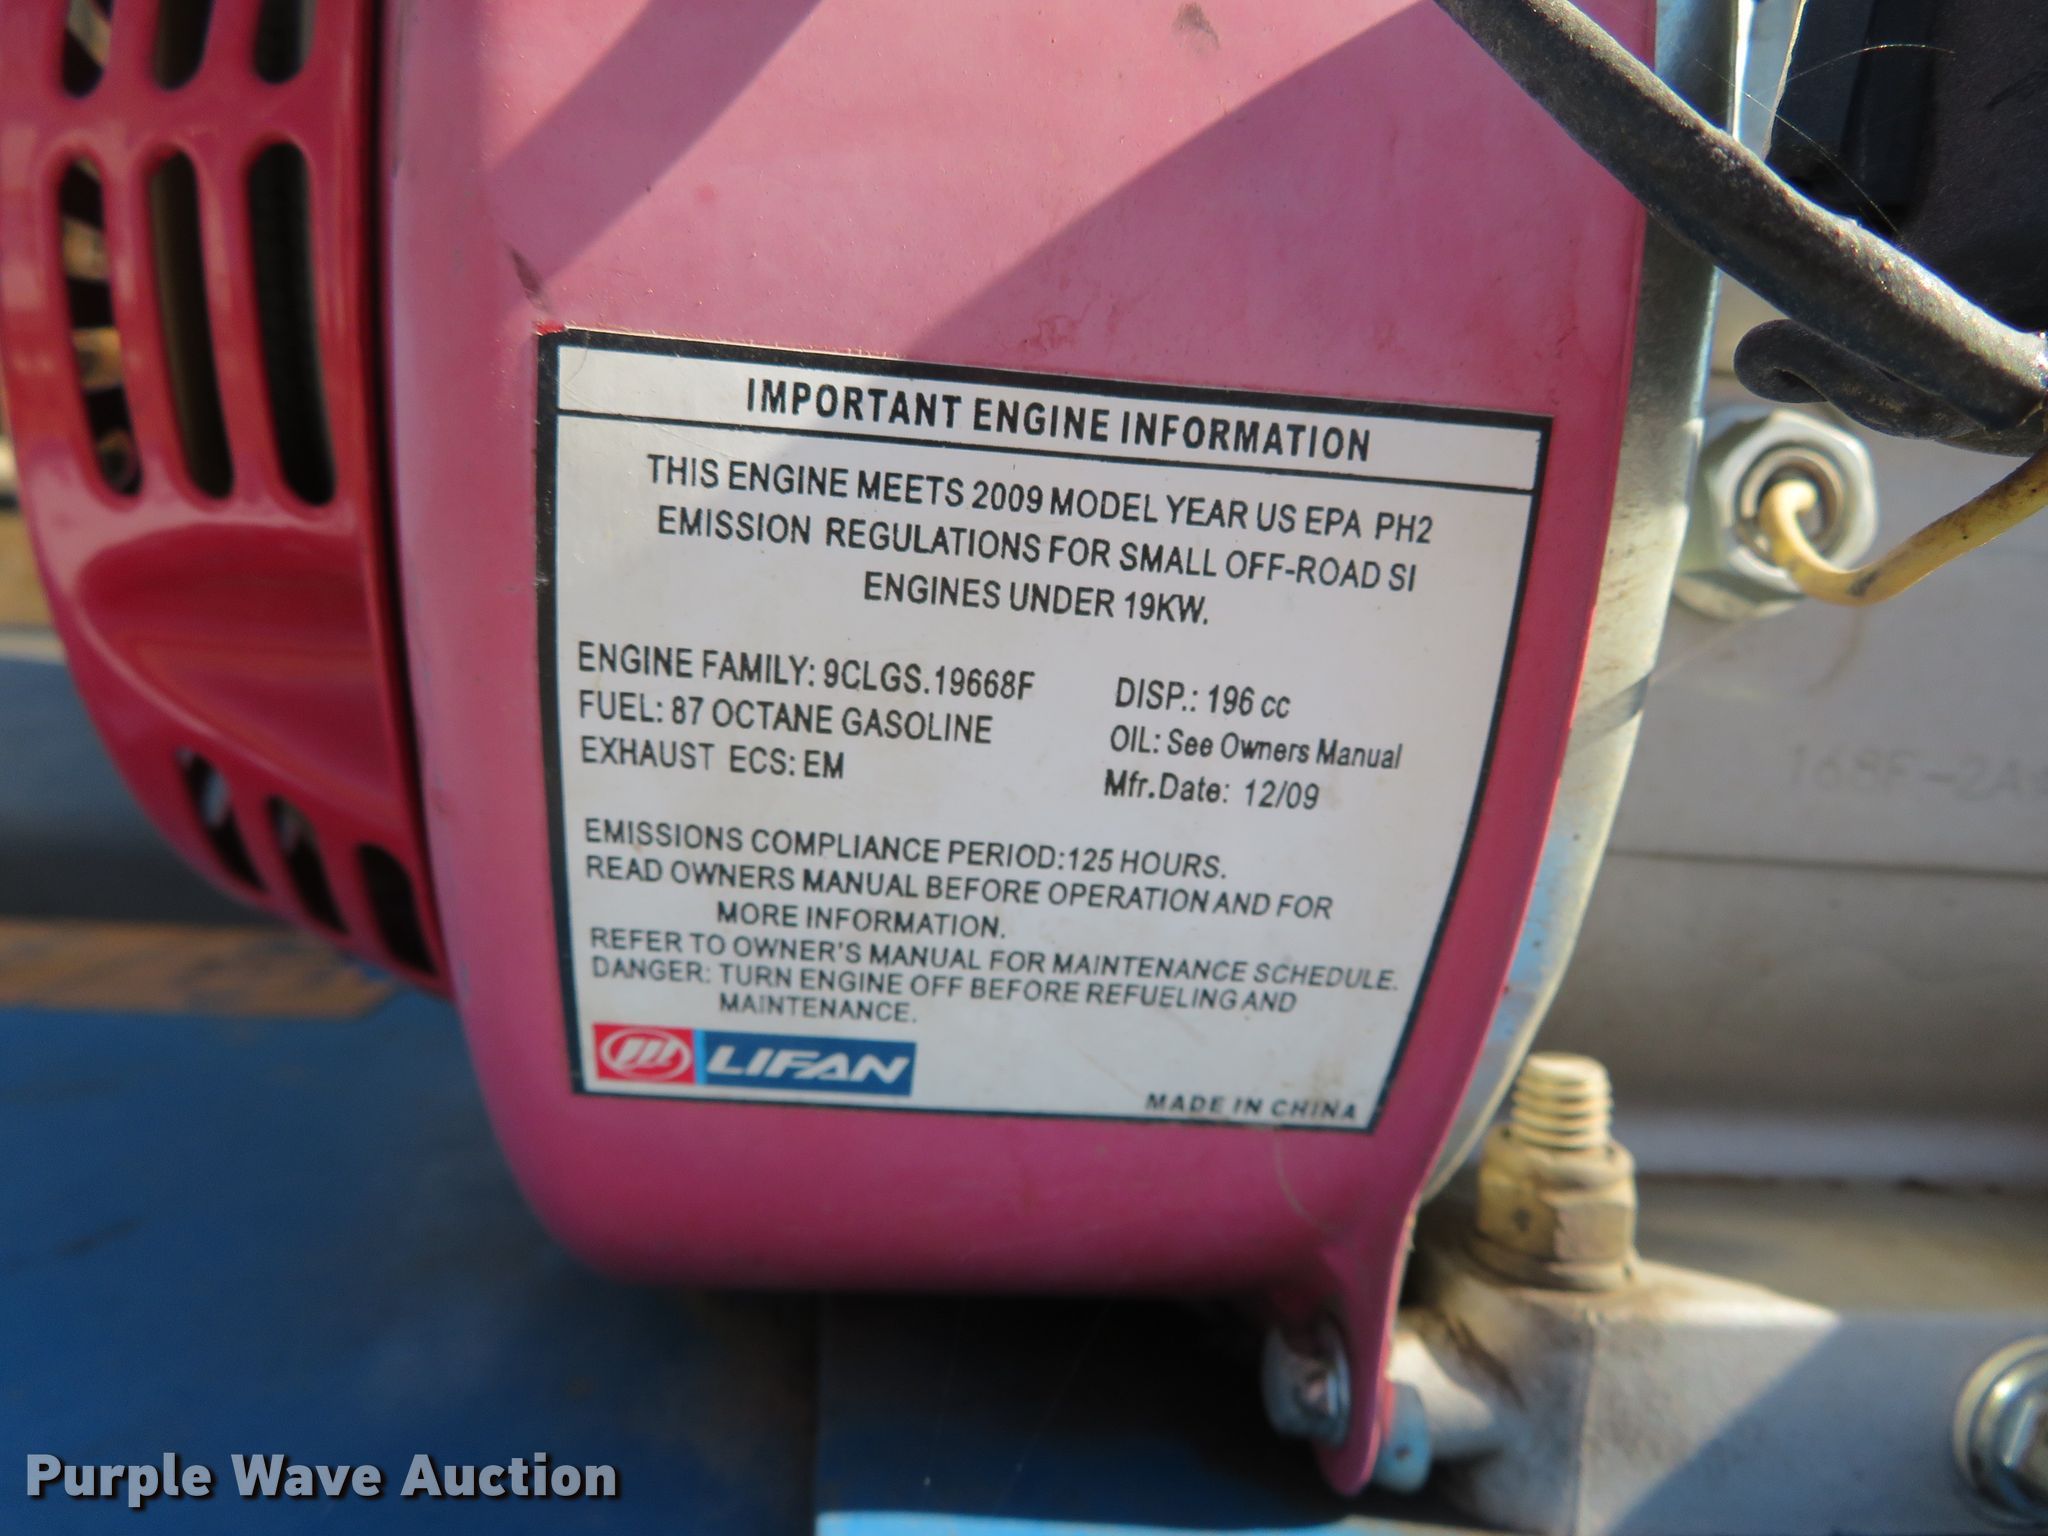 IMPORTANT ENGINE INFORMATION
THIS ENGINE MEETS 2009 MODEL YEAR US EPA PH2
EMISSION REGULATIONS FOR SMALL OFF-ROAD SI
ENGINES UNDER 19KW.
ENGINE FAMILY: 9CLGS.19668F
FUEL: 87 OCTANE GASOLINE
EXHAUST ECS: EM
DISP.: 196 cc
OIL: See Owners Manual
Mfr.Date: 12/09
EMISSIONS COMPLIANCE PERIOD:125 HOURS.
READ OWNERS MANUAL BEFORE OPERATION AND FOR
MORE INFORMATION.
REFER TO OWNER'S MANUAL FOR MAINTENANCE SCHEDULE.
DANGER: TURN ENGINE OFF BEFORE REFUELING AND
MAINTENANCE.
LIFAN
MADE IN CHINA
Purple Wave Auction